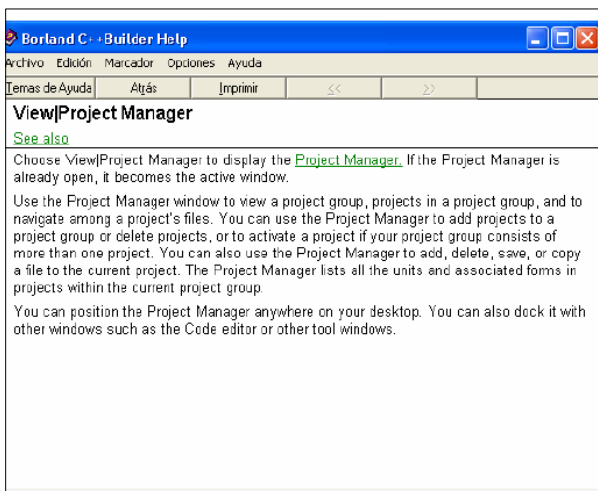 Borland C++Builder Help
Archivo Edición Marcador Opciones Ayuda
Temas de Ayuda Atrás Imprimir << >>
View|Project Manager
See also
Choose View|Project Manager to display the Project Manager. If the Project Manager is
already open, it becomes the active window.
Use the Project Manager window to view a project group, projects in a project group, and to
navigate among a project's files. You can use the Project Manager to add projects to a
project group or delete projects, or to activate a project if your project group consists of
more than one project. You can also use the Project Manager to add, delete, save, or copy
a file to the current project. The Project Manager lists all the units and associated forms in
projects within the current project group.
You can position the Project Manager anywhere on your desktop. You can also dock it with
other windows such as the Code editor or other tool windows.